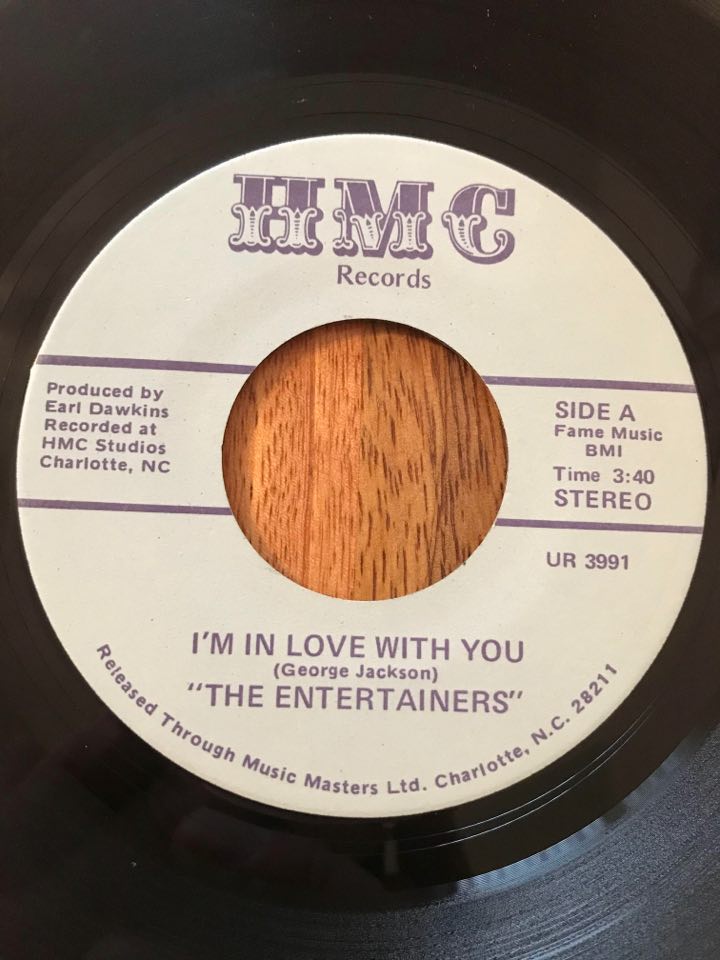 HMC
Records
Produced by
Earl Dawkins
Recorded at
HMC Studios
Charlotte, NC
SIDE A
Fame Music
BMI
Time 3:40
STEREO
UR 3991
I'M IN LOVE WITH YOU
(George Jackson)
"THE ENTERTAINERS"
Released Through Music Masters Ltd. Charlotte, N.C. 28211